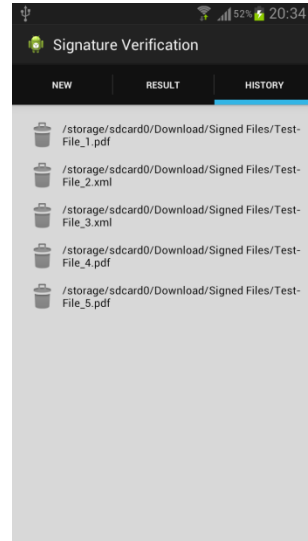 52% 20:34
Signature Verification
NEW RESULT HISTORY
/storage/sdcard0/Download/Signed Files/Test-
File_1.pdf
/storage/sdcard0/Download/Signed Files/Test-
File_2.xml
/storage/sdcard0/Download/Signed Files/Test-
File_3.xml
/storage/sdcard0/Download/Signed Files/Test-
File_4.pdf
/storage/sdcard0/Download/Signed Files/Test-
File_5.pdf